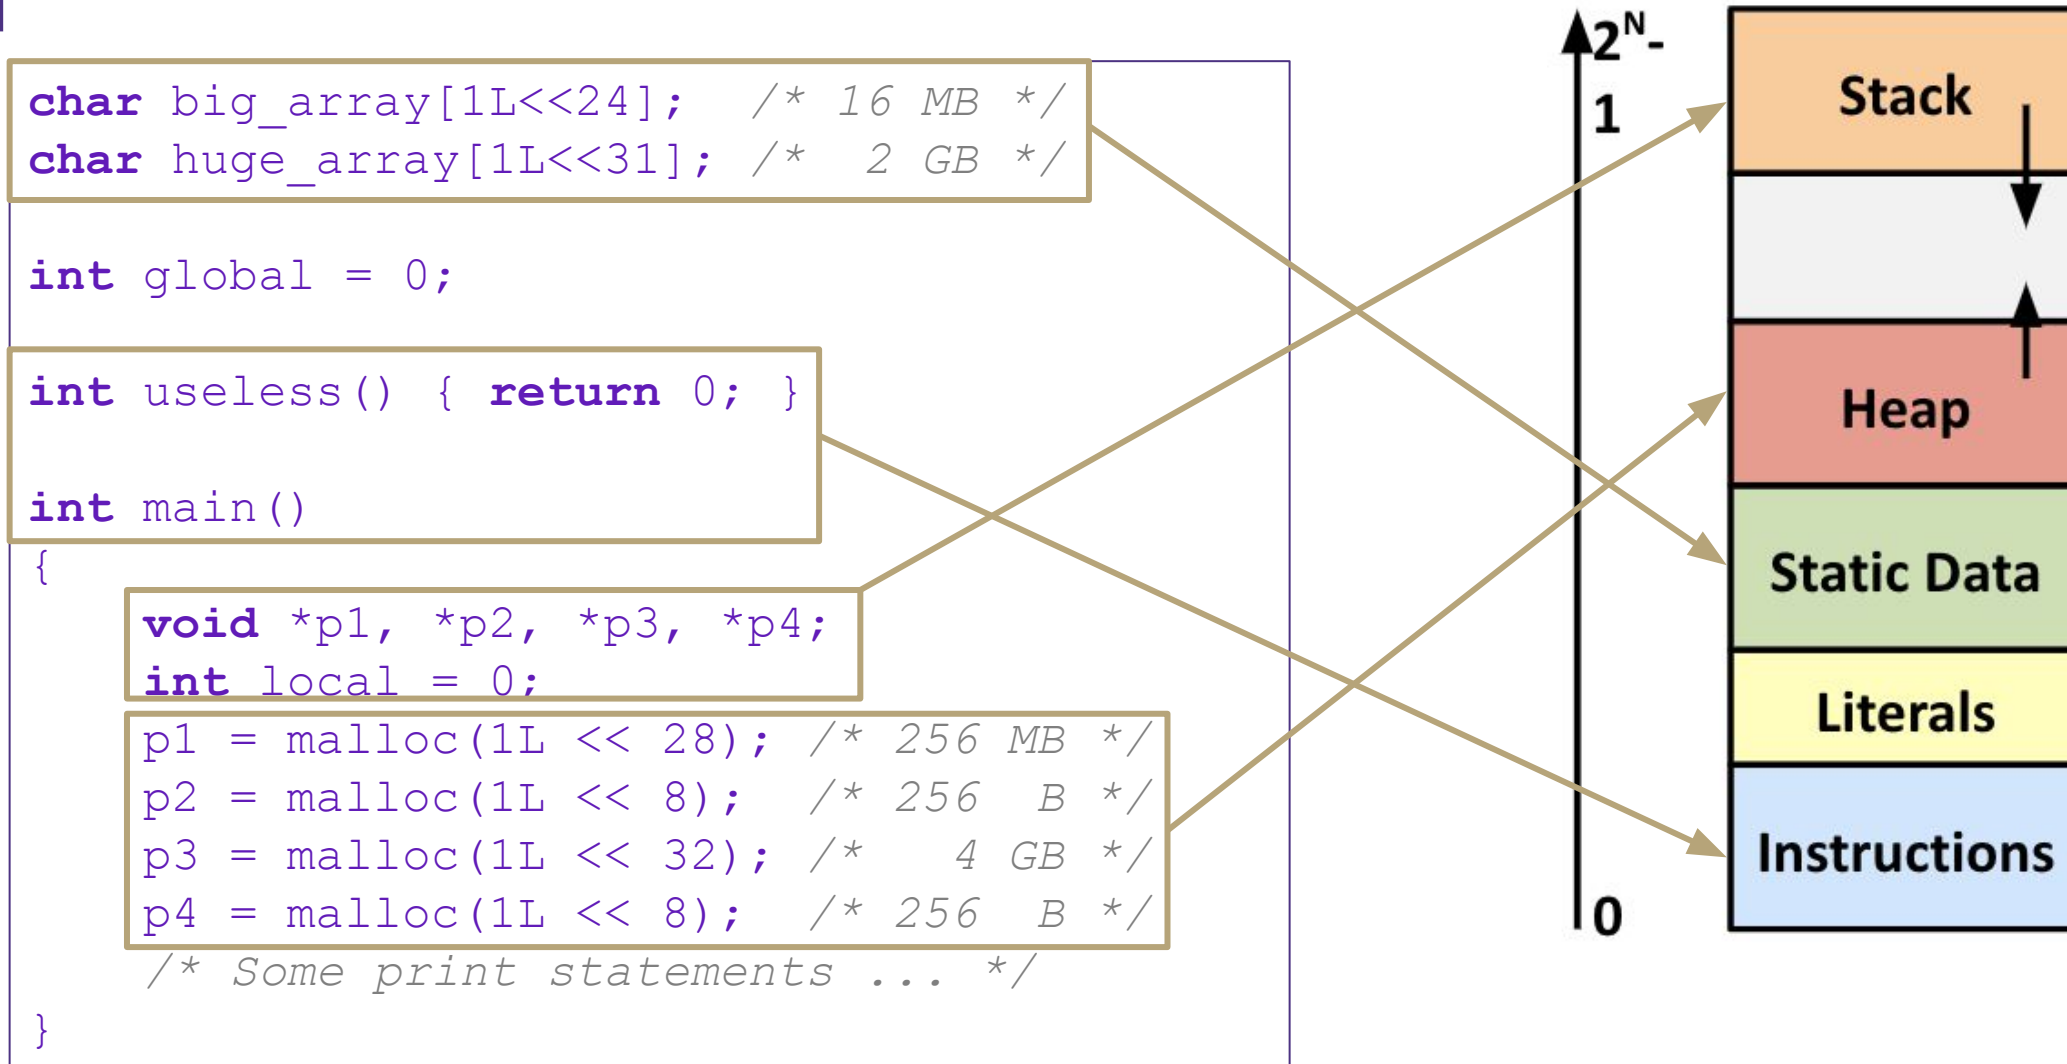 char big_array[1L<<24];  /* 16 MB */
char huge_array[1L<<31]; /*  2 GB */
int global = 0;
int useless() { return 0; }
int main()
{
    void *p1, *p2, *p3, *p4;
    int local = 0;
    p1 = malloc(1L << 28); /* 256 MB */
    p2 = malloc(1L << 8);  /* 256  B */
    p3 = malloc(1L << 32); /*   4 GB */
    p4 = malloc(1L << 8);  /* 256  B */
    /* Some print statements ... */
}
2ᴺ-
1
0
Stack
Heap
Static Data
Literals
Instructions